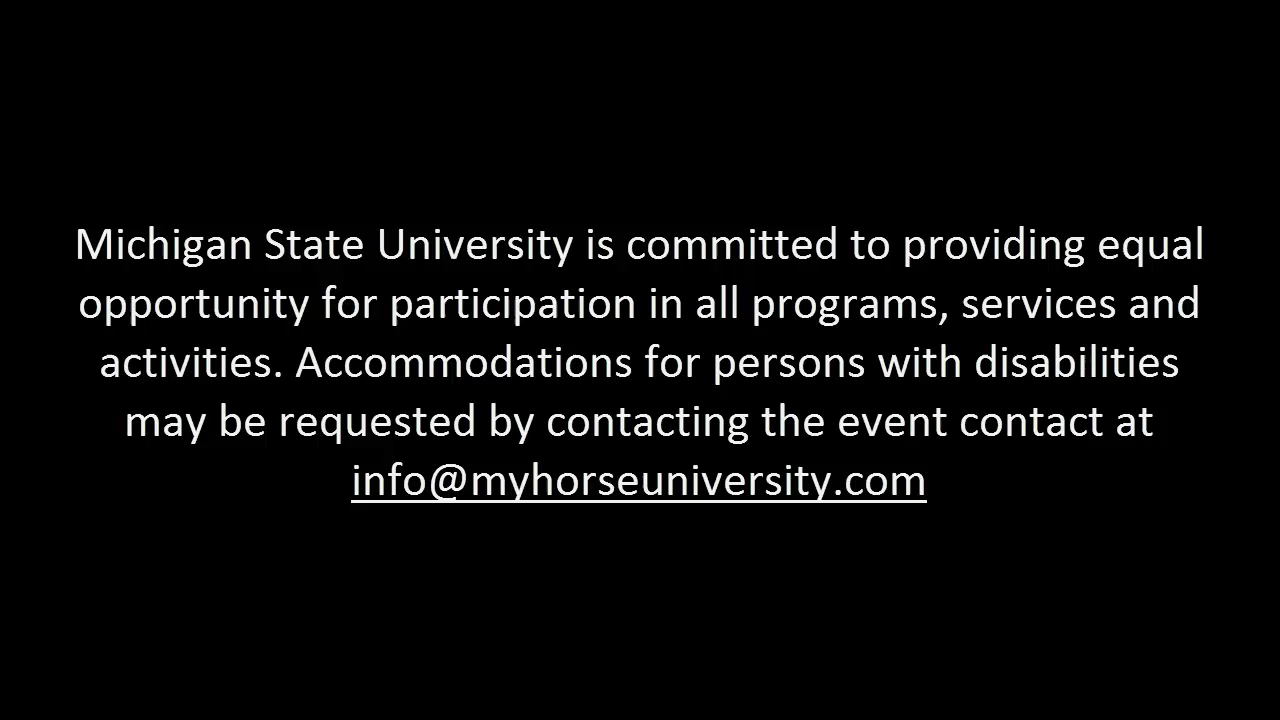 Michigan State University is committed to providing equal
opportunity for participation in all programs, services and
activities. Accommodations for persons with disabilities
may be requested by contacting the event contact at
info@myhorseuniversity.com